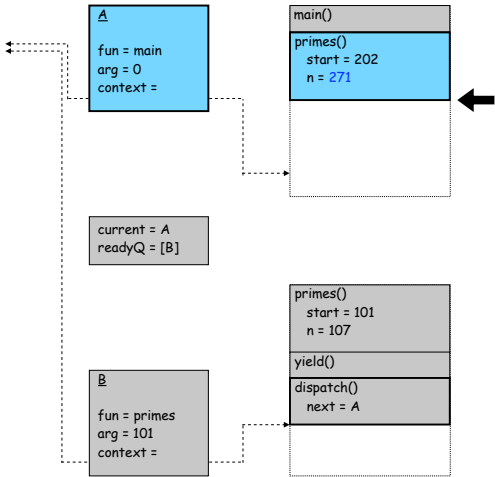 A
fun = main
arg = 0
context =
main()
primes()
start = 202
n = 271
current = A
readyQ = [B]
primes()
start = 101
n = 107
yield()
dispatch()
next = A
B
fun = primes
arg = 101
context =